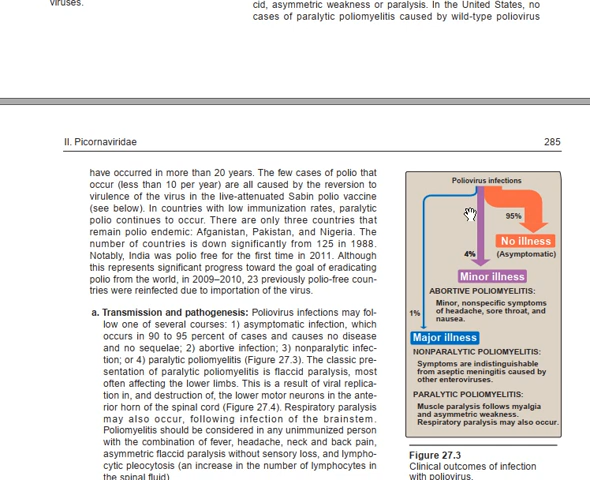 viruses.
cid, asymmetric weakness or paralysis. In the United States, no
cases of paralytic poliomyelitis caused by wild-type poliovirus
II. Picornaviridae
285
have occurred in more than 20 years. The few cases of polio that
occur (less than 10 per year) are all caused by the reversion to
virulence of the virus in the live-attenuated Sabin polio vaccine
(see below). In countries with low immunization rates, paralytic
polio continues to occur. There are only three countries that
remain polio endemic: Afganistan, Pakistan, and Nigeria. The
number of countries is down significantly from 125 in 1988.
Notably, India was polio free for the first time in 2011. Although
this represents significant progress toward the goal of eradicating
polio from the world, in 2009–2010, 23 previously polio-free coun-
tries were reinfected due to importation of the virus.
a. Transmission and pathogenesis: Poliovirus infections may fol-
low one of several courses: 1) asymptomatic infection, which
occurs in 90 to 95 percent of cases and causes no disease
and no sequelae; 2) abortive infection; 3) nonparalytic infec-
tion; or 4) paralytic poliomyelitis (Figure 27.3). The classic pre-
sentation of paralytic poliomyelitis is flaccid paralysis, most
often affecting the lower limbs. This is a result of viral replica-
tion in, and destruction of, the lower motor neurons in the ante-
rior horn of the spinal cord (Figure 27.4). Respiratory paralysis
may also occur, following infection of the brainstem.
Poliomyelitis should be considered in any unimmunized person
with the combination of fever, headache, neck and back pain,
asymmetric flaccid paralysis without sensory loss, and lympho-
cytic pleocytosis (an increase in the number of lymphocytes in
the spinal fluid)
Poliovirus infections
95%
No illness
(Asymptomatic)
4%
Minor illness
ABORTIVE POLIOMYELITIS:
Minor, nonspecific symptoms
of headache, sore throat, and
nausea.
1%
Major illness
NONPARALYTIC POLIOMYELITIS:
Symptoms are indistinguishable
from aseptic meningitis caused by
other enteroviruses.
PARALYTIC POLIOMYELITIS:
Muscle paralysis follows myalgia
and asymmetric weakness.
Respiratory paralysis may also occur.
Figure 27.3
Clinical outcomes of infection
with poliovirus.